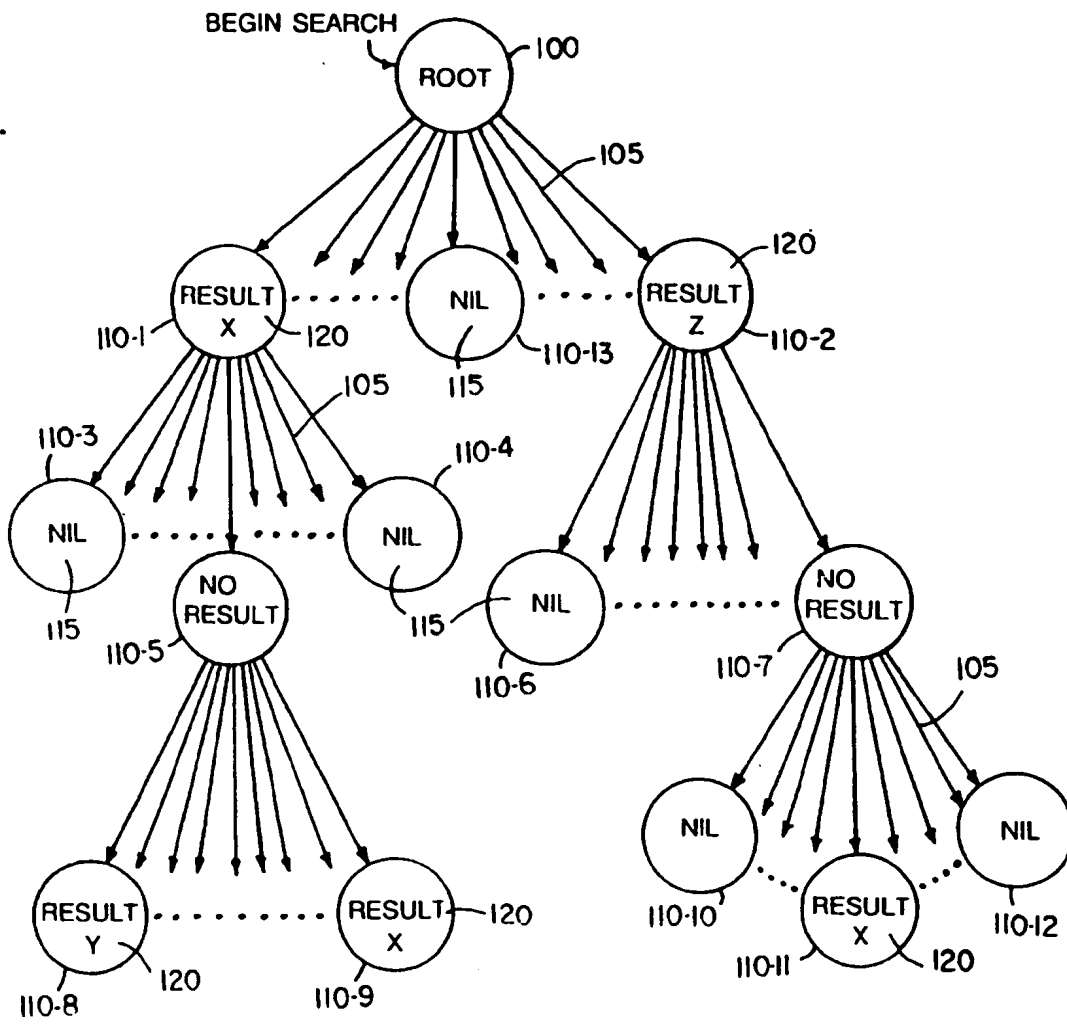 BEGIN SEARCH
100
ROOT
105
120
RESULT
X
120
110-1
NIL
115
110-13
RESULT
Z
110-2
105
110-3
110-4
NIL
115
NIL
115
NO
RESULT
110-5
NIL
110-6
NO
RESULT
110-7
105
NIL
110-10
NIL
110-12
RESULT
Y
120
110-8
RESULT
X
120
110-9
RESULT
X
120
110-11